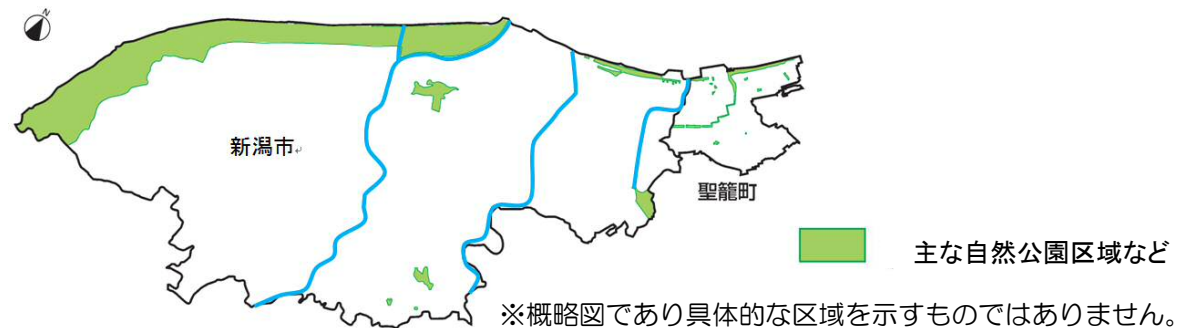 N
新潟市
聖籠町
主な自然公園区域など
※概略図であり具体的な区域を示すものではありません。